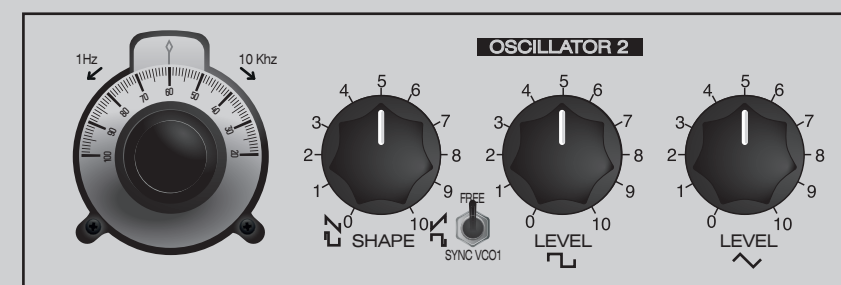 OSCILLATOR 2
1Hz
10 Khz
100 90 80 70 60 50 40 30 20
0 1 2 3 4 5 6 7 8 9 10
SHAPE
FREE
SYNC VCO1
0 1 2 3 4 5 6 7 8 9 10
LEVEL
0 1 2 3 4 5 6 7 8 9 10
LEVEL